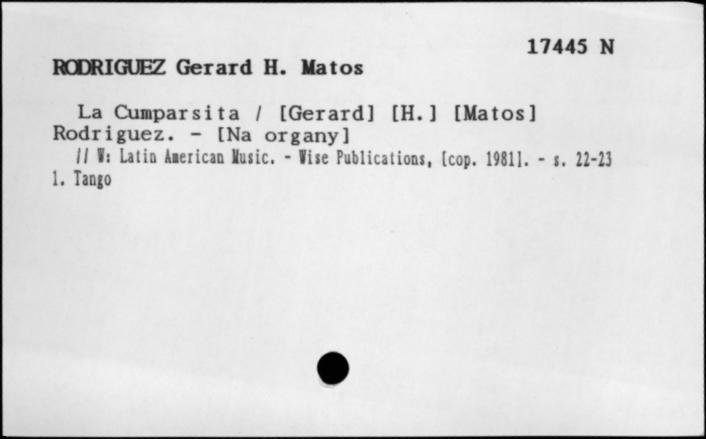 17445 N
RODRIGUEZ Gerard H. Matos
La Cumparsita / [Gerard] [H.] [Matos]
Rodriguez. - [Na organy]
// W: Latin American Music. - Wise Publications, [cop. 1981]. - s. 22-23
1. Tango